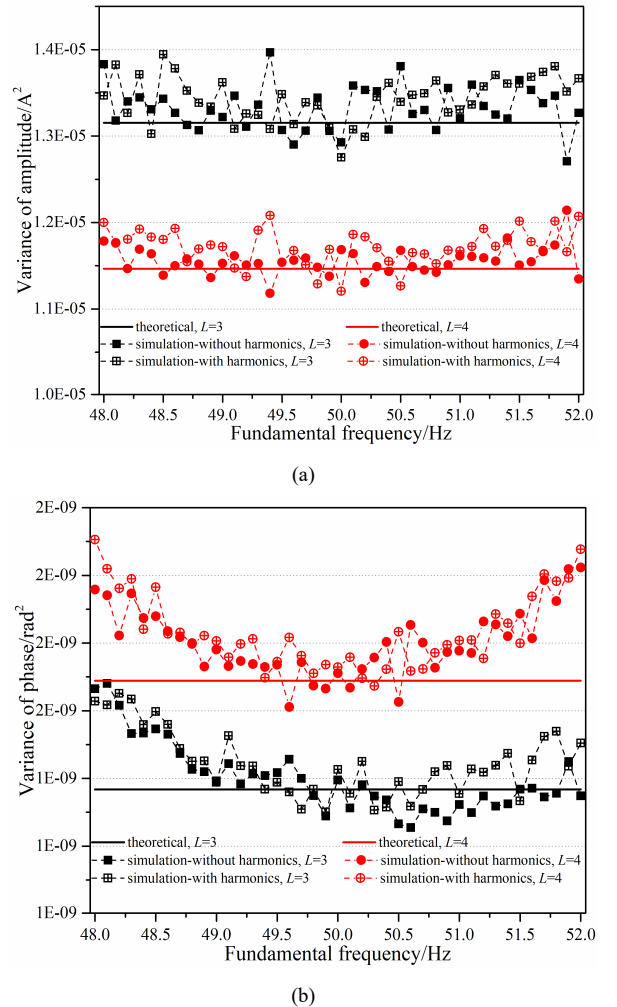 (a)
Variance of amplitude/A²
1.4E-05
1.3E-05
1.2E-05
1.1E-05
1.0E-05
theoretical, L=3
theoretical, L=4
simulation-without harmonics, L=3
simulation-without harmonics, L=4
simulation-with harmonics, L=3
simulation-with harmonics, L=4
48.0 48.5 49.0 49.5 50.0 50.5 51.0 51.5 52.0
Fundamental frequency/Hz
(b)
Variance of phase/rad²
2E-09
2E-09
2E-09
2E-09
1E-09
1E-09
1E-09
theoretical, L=3
theoretical, L=4
simulation-without harmonics, L=3
simulation-without harmonics, L=4
simulation-with harmonics, L=3
simulation-with harmonics, L=4
48.0 48.5 49.0 49.5 50.0 50.5 51.0 51.5 52.0
Fundamental frequency/Hz